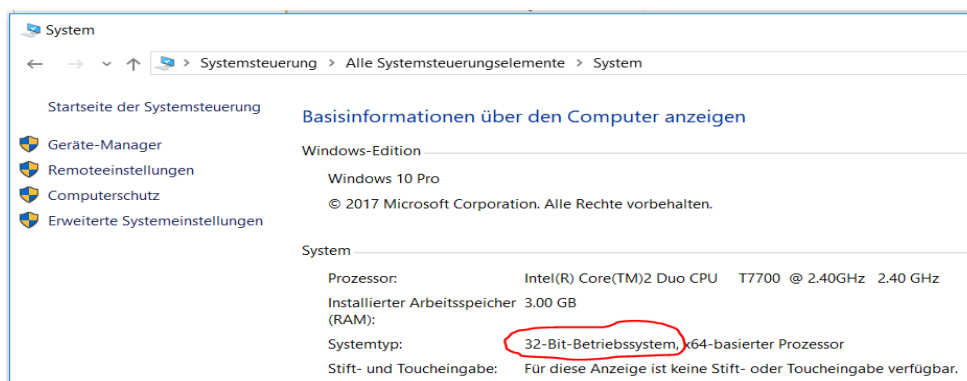 System
Systemsteuerung > Alle Systemsteuerungselemente > System
Startseite der Systemsteuerung
Geräte-Manager
Remoteeinstellungen
Computerschutz
Erweiterte Systemeinstellungen
Basisinformationen über den Computer anzeigen
Windows-Edition
Windows 10 Pro
© 2017 Microsoft Corporation. Alle Rechte vorbehalten.
System
Prozessor: Intel(R) Core(TM)2 Duo CPU T7700 @ 2.40GHz 2.40 GHz
Installierter Arbeitsspeicher 3.00 GB
(RAM):
Systemtyp: 32-Bit-Betriebssystem, x64-basierter Prozessor
Stift- und Toucheingabe: Für diese Anzeige ist keine Stift- oder Toucheingabe verfügbar.